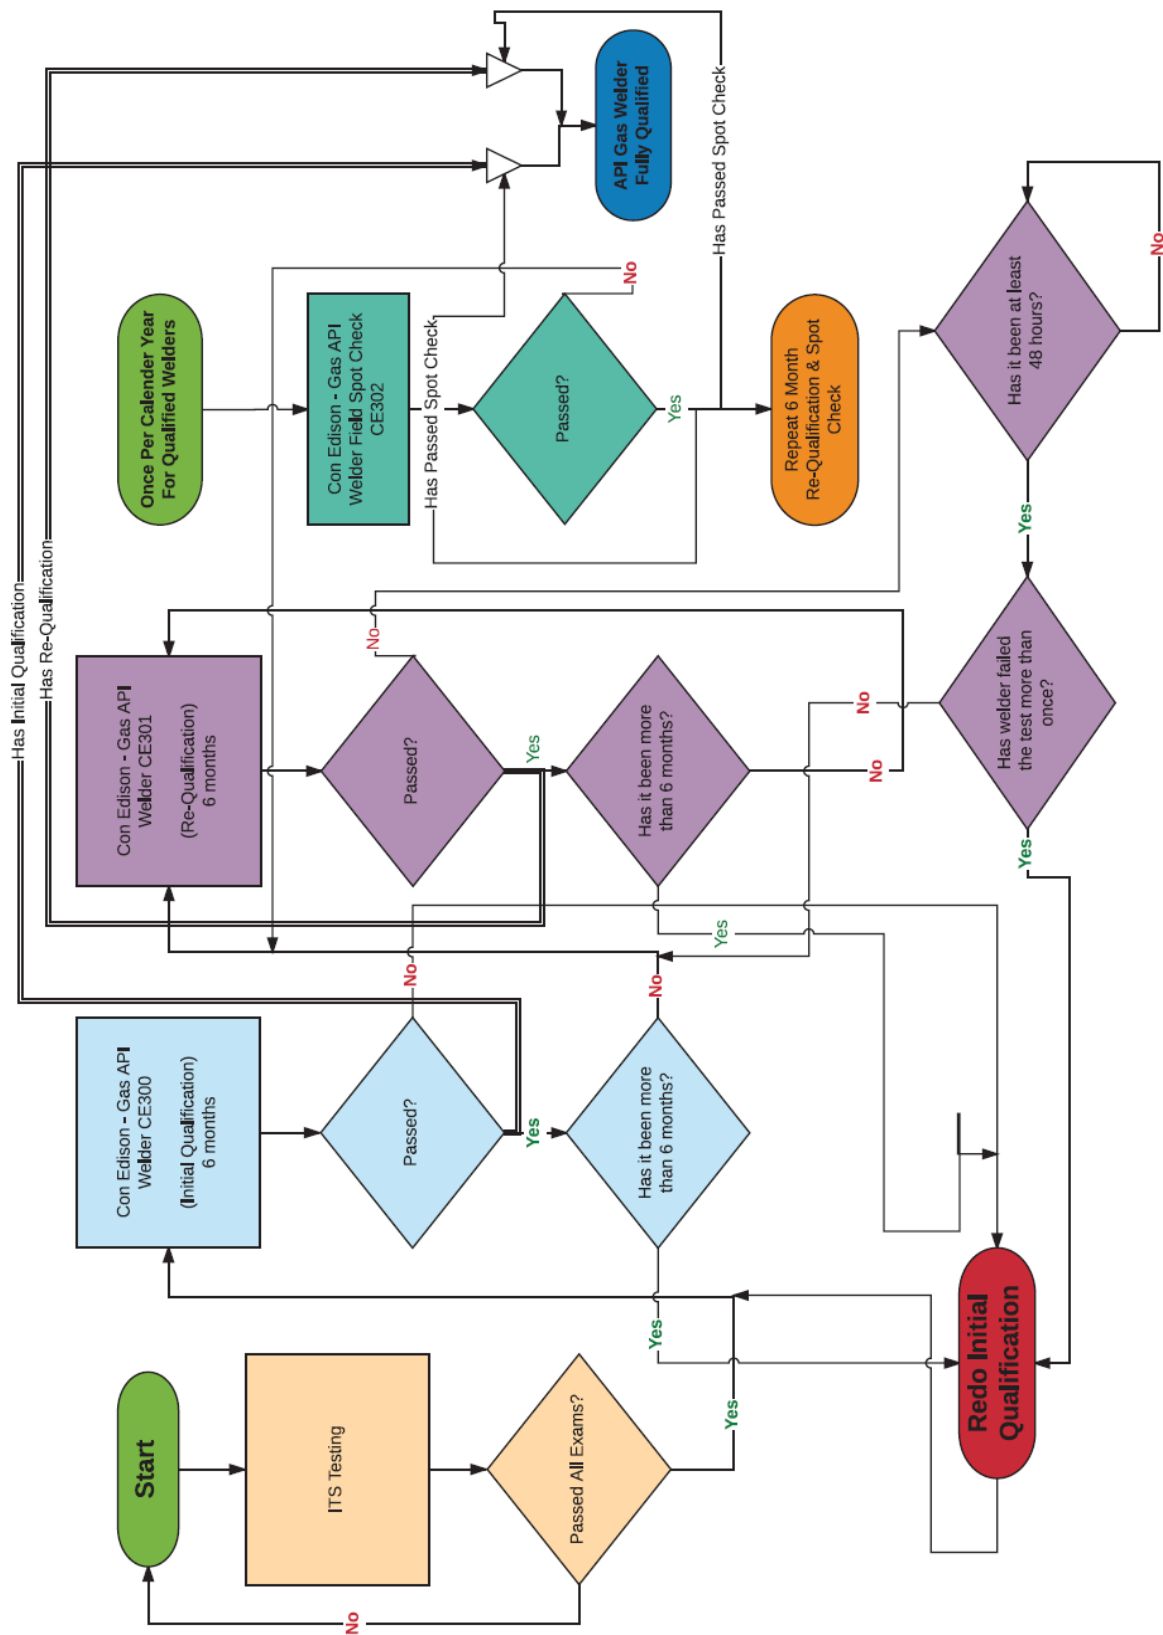 Start
ITS Testing
Passed All Exams?
No
Yes
Con Edison - Gas API
Welder CE300
(Initial Qualification)
6 months
Passed?
No
Yes
Has it been more
than 6 months?
Yes
No
Redo Initial
Qualification
Has Initial Qualification
Has Re-Qualification
Con Edison - Gas API
Welder CE301
(Re-Qualification)
6 months
Passed?
No
Yes
Has it been more
than 6 months?
Yes
No
No
Has welder failed
the test more than
once?
Yes
Yes
Has it been at least
48 hours?
No
Once Per Calender Year
For Qualified Welders
Con Edison - Gas API
Welder Field Spot Check
CE302
Has Passed Spot Check
Passed?
No
Yes
Has Passed Spot Check
Repeat 6 Month
Re-Qualification & Spot
Check
API Gas Welder
Fully Qualified